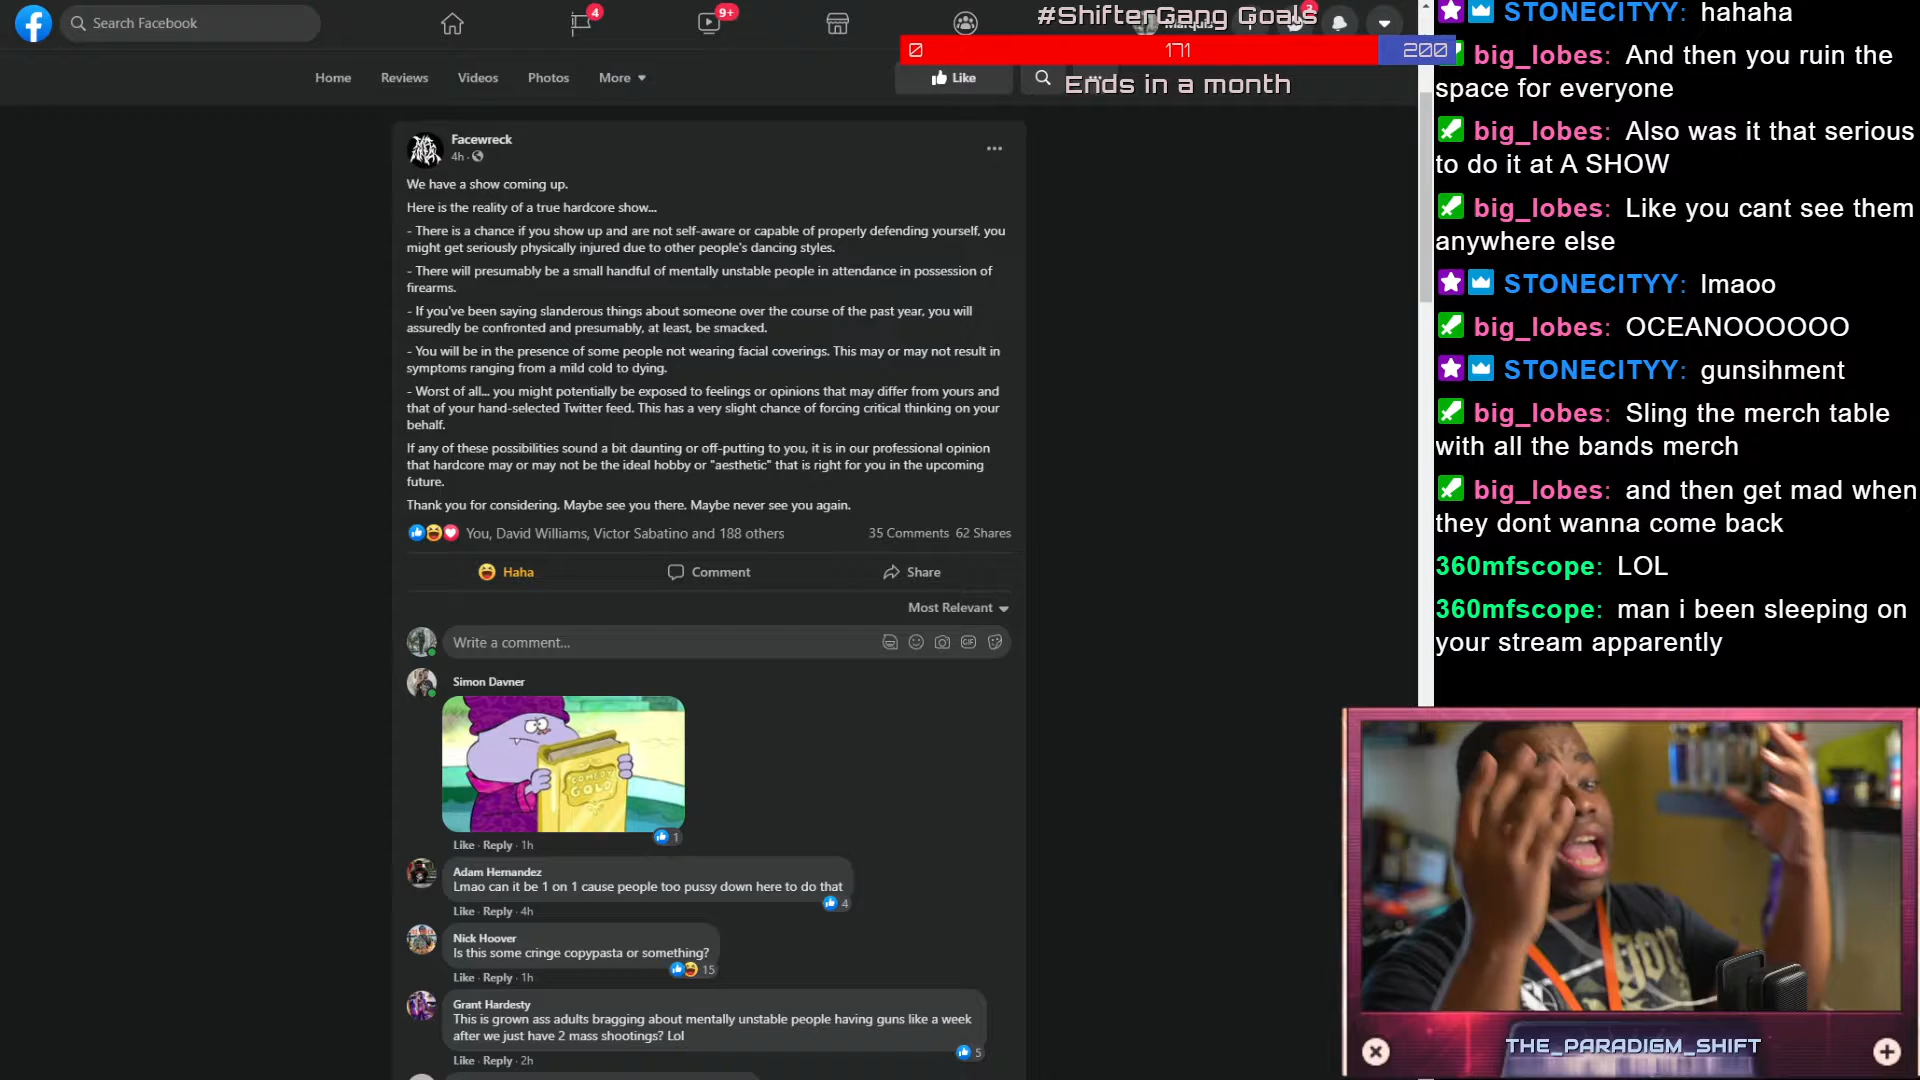 Search Facebook
4
9+
#ShifterGang Goals
0 171 200
Ends in a month
Home Reviews Videos Photos More
Like
Facewreck
4h ·
We have a show coming up.
Here is the reality of a true hardcore show...
- There is a chance if you show up and are not self-aware or capable of properly defending yourself, you
might get seriously physically injured due to other people's dancing styles.
- There will presumably be a small handful of mentally unstable people in attendance in possession of
firearms.
- If you've been saying slanderous things about someone over the course of the past year, you will
assuredly be confronted and presumably, at least, be smacked.
- You will be in the presence of some people not wearing facial coverings. This may or may not result in
symptoms ranging from a mild cold to dying.
- Worst of all... you might potentially be exposed to feelings or opinions that may differ from yours and
that of your hand-selected Twitter feed. This has a very slight chance of forcing critical thinking on your
behalf.
If any of these possibilities sound a bit daunting or off-putting to you, it is in our professional opinion
that hardcore may or may not be the ideal hobby or "aesthetic" that is right for you in the upcoming
future.
Thank you for considering. Maybe see you there. Maybe never see you again.
You, David Williams, Victor Sabatino and 188 others 35 Comments 62 Shares
Haha Comment Share
Most Relevant
Write a comment...
GIF
Simon Davner
COMEDY
GOLD
1
Like · Reply · 1h
Adam Hernandez
Lmao can it be 1 on 1 cause people too pussy down here to do that
4
Like · Reply · 4h
Nick Hoover
Is this some cringe copypasta or something?
15
Like · Reply · 1h
Grant Hardesty
This is grown ass adults bragging about mentally unstable people having guns like a week
after we just have 2 mass shootings? Lol
5
Like · Reply · 2h
STONECITYY: hahaha
big_lobes: And then you ruin the
space for everyone
big_lobes: Also was it that serious
to do it at A SHOW
big_lobes: Like you cant see them
anywhere else
STONECITYY: lmaoo
big_lobes: OCEANOOOOOO
STONECITYY: gunsihment
big_lobes: Sling the merch table
with all the bands merch
big_lobes: and then get mad when
they dont wanna come back
360mfscope: LOL
360mfscope: man i been sleeping on
your stream apparently
THE_PARADIGM_SHIFT